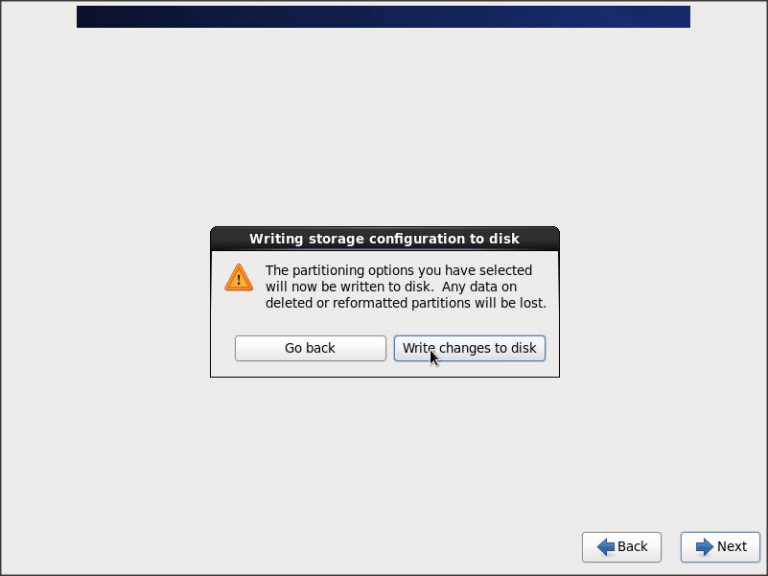 Writing storage configuration to disk
The partitioning options you have selected
will now be written to disk.  Any data on
deleted or reformatted partitions will be lost.
Go back
Write changes to disk
Back
Next